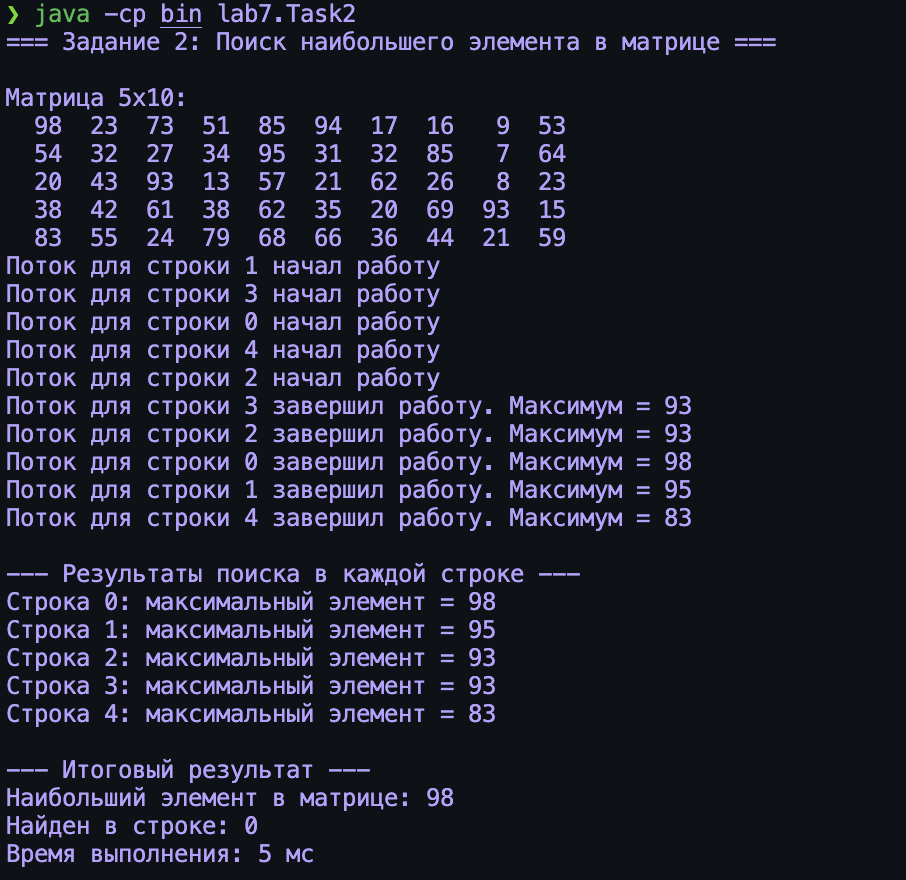 ❯ java -cp bin lab7.Task2
=== Задание 2: Поиск наибольшего элемента в матрице ===
Матрица 5x10:
98 23 73 51 85 94 17 16 9 53
54 32 27 34 95 31 32 85 7 64
20 43 93 13 57 21 62 26 8 23
38 42 61 38 62 35 20 69 93 15
83 55 24 79 68 66 36 44 21 59
Поток для строки 1 начал работу
Поток для строки 3 начал работу
Поток для строки 0 начал работу
Поток для строки 4 начал работу
Поток для строки 2 начал работу
Поток для строки 3 завершил работу. Максимум = 93
Поток для строки 2 завершил работу. Максимум = 93
Поток для строки 0 завершил работу. Максимум = 98
Поток для строки 1 завершил работу. Максимум = 95
Поток для строки 4 завершил работу. Максимум = 83
--- Результаты поиска в каждой строке ---
Строка 0: максимальный элемент = 98
Строка 1: максимальный элемент = 95
Строка 2: максимальный элемент = 93
Строка 3: максимальный элемент = 93
Строка 4: максимальный элемент = 83
--- Итоговый результат ---
Наибольший элемент в матрице: 98
Найден в строке: 0
Время выполнения: 5 мс